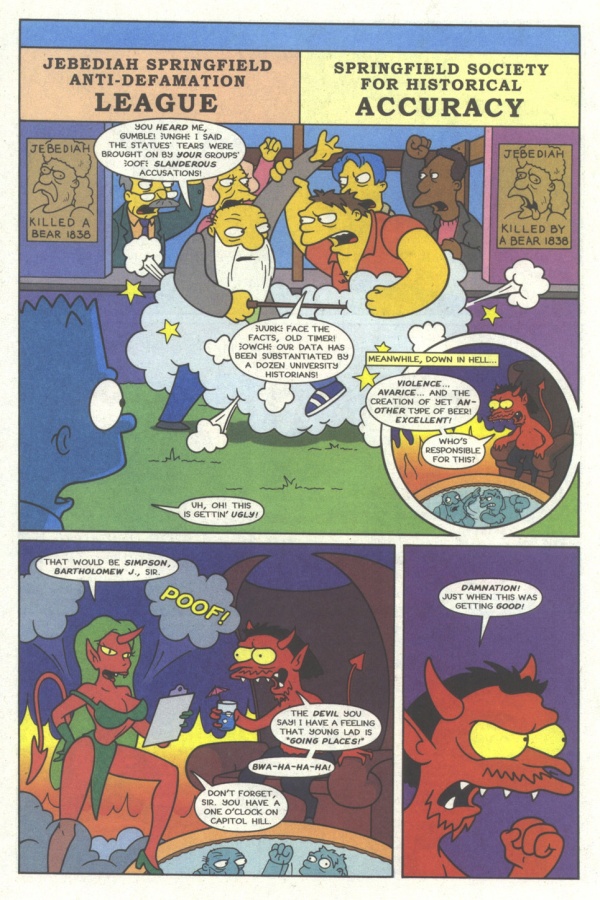 JEBEDIAH SPRINGFIELD
ANTI-DEFAMATION
LEAGUE
SPRINGFIELD SOCIETY
FOR HISTORICAL
ACCURACY
YOU HEARD ME,
GUMBLE! ¦UNGH¦ I SAID
THE STATUES' TEARS WERE
BROUGHT ON BY YOUR GROUPS'
¦OOF¦ SLANDEROUS
ACCUSATIONS!
JEBEDIAH
KILLED A
BEAR 1838
JEBEDIAH
KILLED BY
A BEAR 1838
¦UURK¦ FACE THE
FACTS, OLD TIMER!
¦OWCH¦ OUR DATA HAS
BEEN SUBSTANTIATED BY
A DOZEN UNIVERSITY
HISTORIANS!
UH, OH! THIS
IS GETTIN' UGLY!
MEANWHILE, DOWN IN HELL...
VIOLENCE...
AVARICE... AND THE
CREATION OF YET AN-
OTHER TYPE OF BEER!
EXCELLENT!
WHO'S
RESPONSIBLE
FOR THIS?
THAT WOULD BE SIMPSON,
BARTHOLOMEW J., SIR.
POOF!
THE DEVIL YOU
SAY! I HAVE A FEELING
THAT YOUNG LAD IS
"GOING PLACES!"
BWA-HA-HA-HA!
DON'T FORGET,
SIR. YOU HAVE A
ONE O'CLOCK ON
CAPITOL HILL.
DAMNATION!
JUST WHEN THIS WAS
GETTING GOOD!